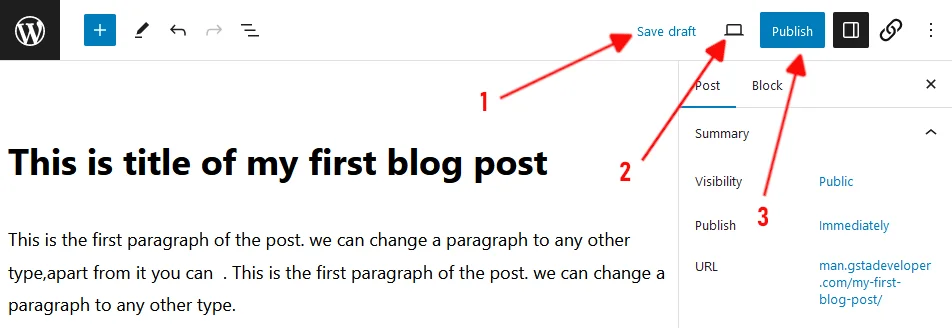 Save draft
Publish
1
Post Block
2
Summary
This is title of my first blog post
Visibility Public
3
Publish Immediately
This is the first paragraph of the post. we can change a paragraph to any other
type,apart from it you can  . This is the first paragraph of the post. we can change a
paragraph to any other type.
URL man.gstadeveloper
.com/my-first-
blog-post/